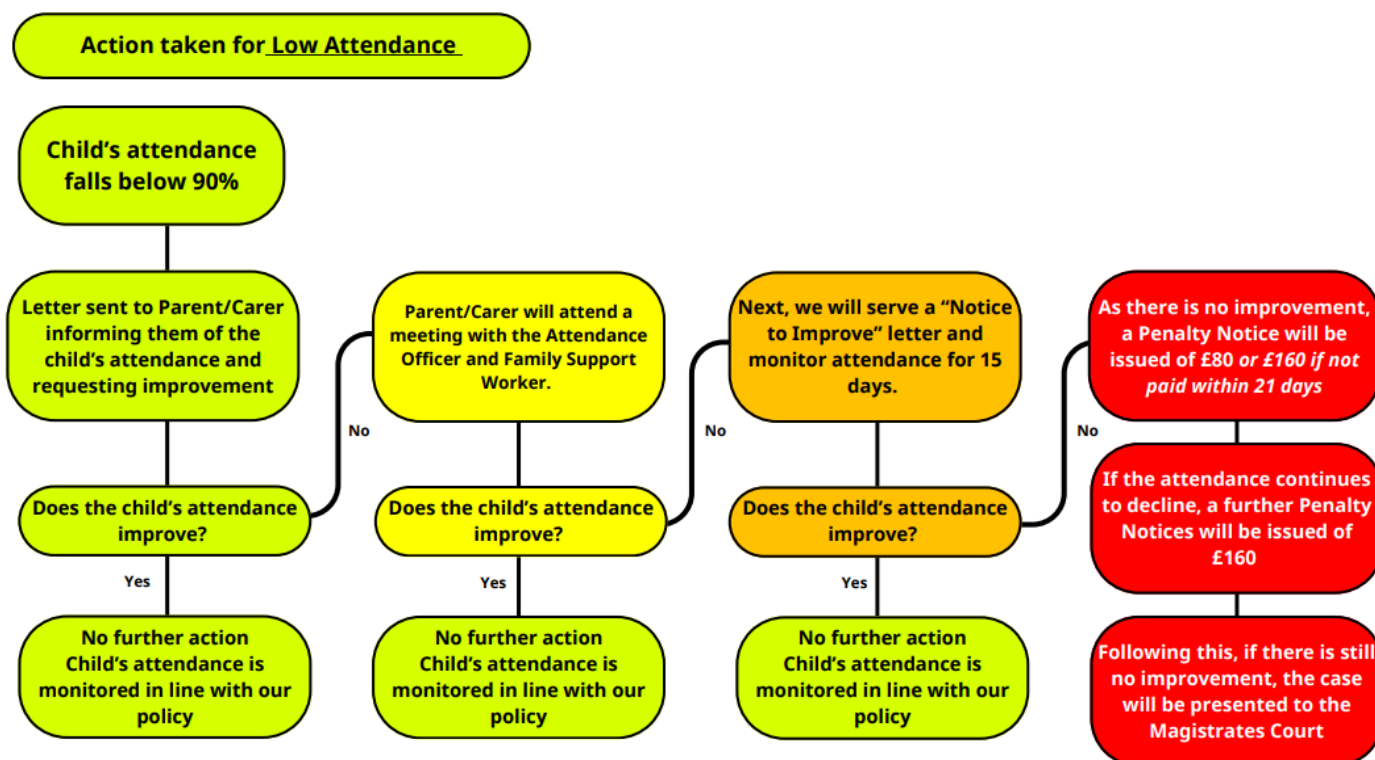 Action taken for Low Attendance
Child’s attendance
falls below 90%
Letter sent to Parent/Carer
informing them of the
child’s attendance and
requesting improvement
Does the child’s attendance
improve?
Yes
No
No further action
Child’s attendance is
monitored in line with our
policy
Parent/Carer will attend a
meeting with the Attendance
Officer and Family Support
Worker.
Does the child’s attendance
improve?
Yes
No
No further action
Child’s attendance is
monitored in line with our
policy
Next, we will serve a “Notice
to Improve” letter and
monitor attendance for 15
days.
Does the child’s attendance
improve?
Yes
No
No further action
Child’s attendance is
monitored in line with our
policy
As there is no improvement,
a Penalty Notice will be
issued of £80 or £160 if not
paid within 21 days
If the attendance continues
to decline, a further Penalty
Notices will be issued of
£160
Following this, if there is still
no improvement, the case
will be presented to the
Magistrates Court